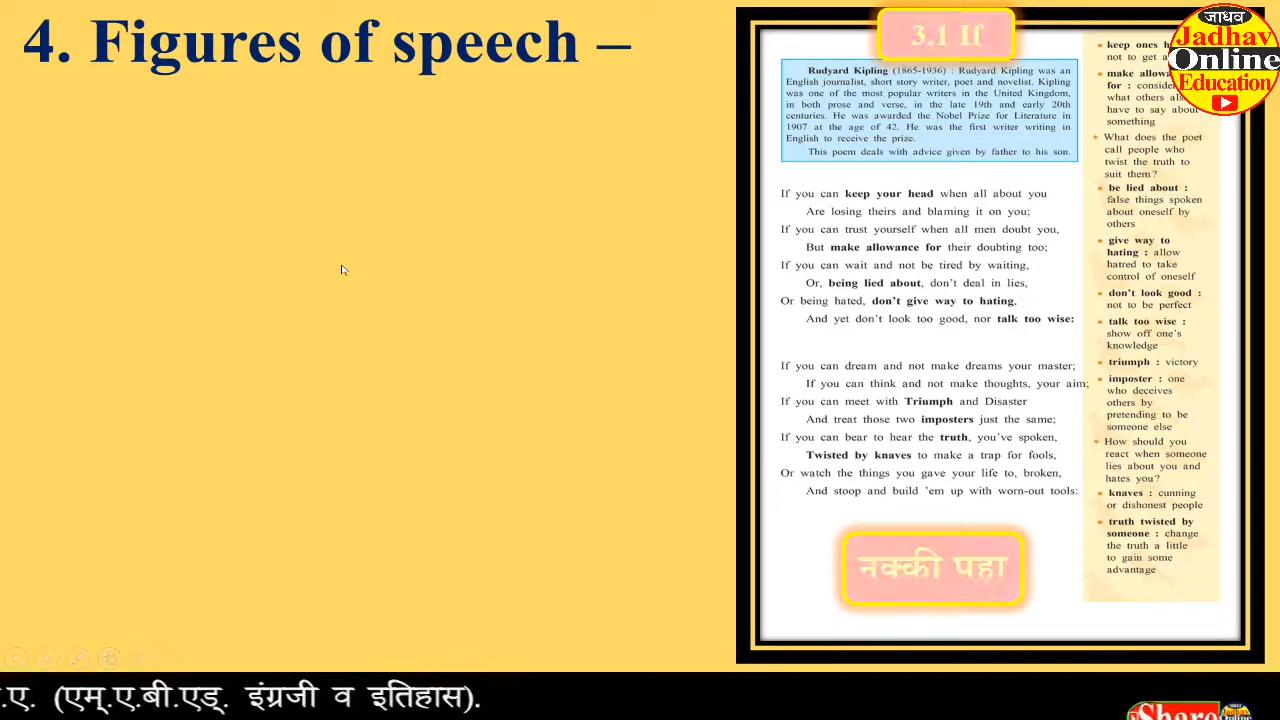 4. Figures of speech –
3.1 If
Rudyard Kipling (1865-1936) : Rudyard Kipling was an
English journalist, short story writer, poet and novelist. Kipling
was one of the most popular writers in the United Kingdom,
in both prose and verse, in the late 19th and early 20th
centuries. He was awarded the Nobel Prize for Literature in
1907 at the age of 42. He was the first writer writing in
English to receive the prize.
This poem deals with advice given by father to his son.
If you can keep your head when all about you
Are losing theirs and blaming it on you;
If you can trust yourself when all men doubt you,
But make allowance for their doubting too;
If you can wait and not be tired by waiting,
Or, being lied about, don't deal in lies,
Or being hated, don't give way to hating,
And yet don't look too good, nor talk too wise:
If you can dream and not make dreams your master;
If you can think and not make thoughts, your aim;
If you can meet with Triumph and Disaster
And treat those two imposters just the same;
If you can bear to hear the truth, you've spoken,
Twisted by knaves to make a trap for fools,
Or watch the things you gave your life to, broken,
And stoop and build 'em up with worn-out tools:
नक्की पहा
keep ones
not to get
make
for :
what others
have to say about
something
What does the poet
call people who
twist the truth to
suit them?
be lied about :
false things spoken
about oneself by
others
give way to
hating : allow
hatred to take
control of oneself
don't look good :
not to be perfect
talk too wise :
show off one's
knowledge
triumph : victory
imposter : one
who deceives
others by
pretending to be
someone else
How should you
react when someone
lies about you and
hates you?
knaves : cunning
or dishonest people
truth twisted by
someone : change
the truth a little
to gain some
advantage
जाधव
Jadhav
Online
Education
.ए. (एम्.ए.बी.एड्. इंग्रजी व इतिहास).
Share
Online